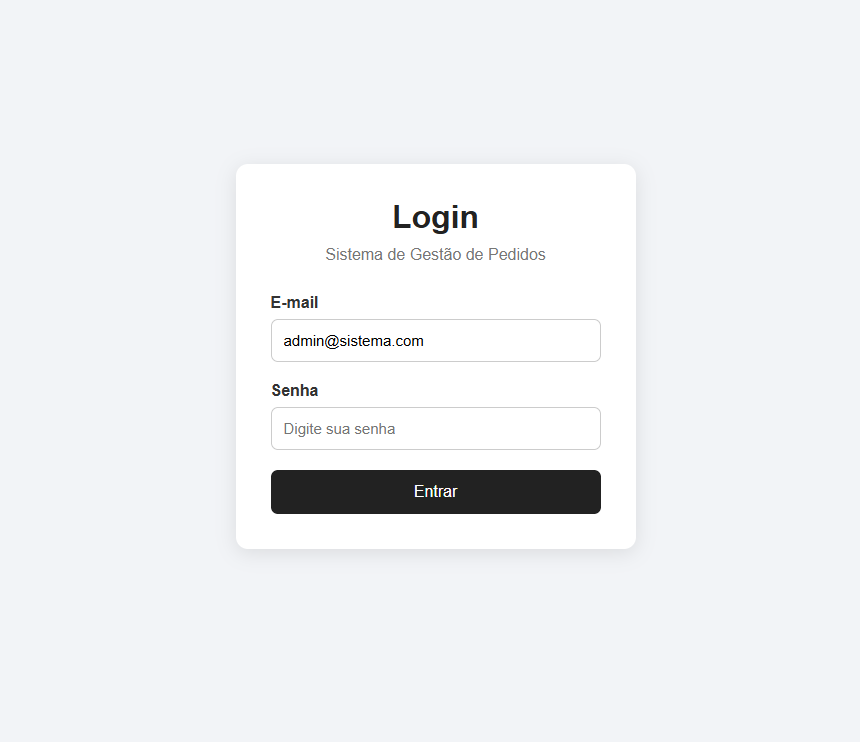 Login
Sistema de Gestão de Pedidos
E-mail
admin@sistema.com
Senha
Digite sua senha
Entrar